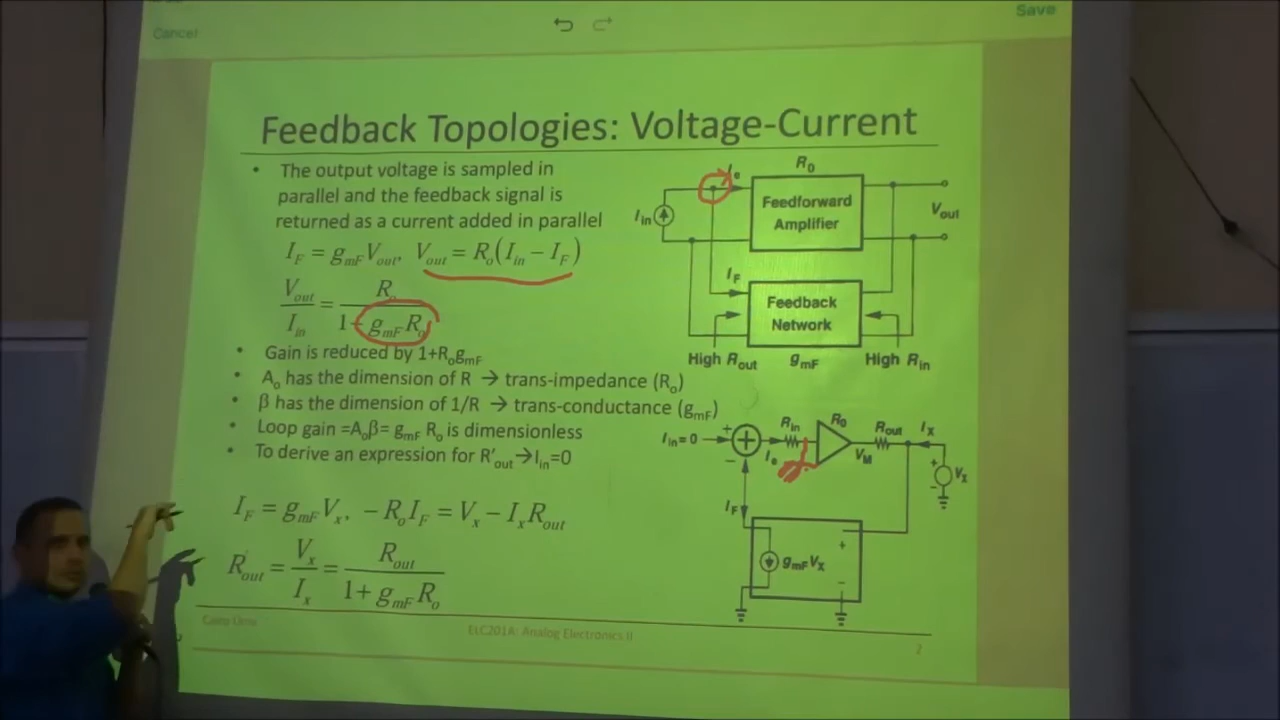 Cancel
Save
Feedback Topologies: Voltage-Current
• The output voltage is sampled in
parallel and the feedback signal is
returned as a current added in parallel
I_F = g_mF V_out, V_out = R_o(I_in − I_F)
V_out / I_in = R_o / 1+ g_mF R_o
• Gain is reduced by 1+R_o g_mF
• A_o has the dimension of R → trans-impedance (R_o)
• β has the dimension of 1/R → trans-conductance (g_mF)
• Loop gain =A_oβ= g_mF R_o is dimensionless
• To derive an expression for R'_out→I_in=0
I_F = g_mF V_x, −R_o I_F = V_x − I_x R_out
R'_out = V_x / I_x = R_out / 1+ g_mF R_o
R_0
I_e
I_in
Feedforward
Amplifier
V_out
I_F
Feedback
Network
High R_out
g_mF
High R_in
R_in
R_0
R_out
I_X
I_in=0
+
−
I_e
V_M
+
−
V_X
I_F
g_mF V_X
+
−
ELC201A: Analog Electronics II
2